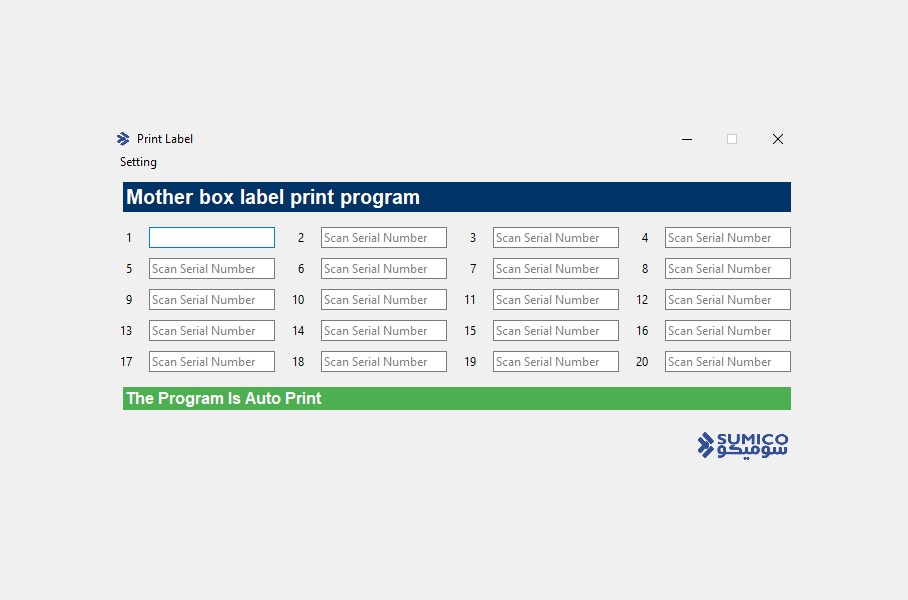 Print Label
Setting
Mother box label print program
1 2 Scan Serial Number 3 Scan Serial Number 4 Scan Serial Number
5 Scan Serial Number 6 Scan Serial Number 7 Scan Serial Number 8 Scan Serial Number
9 Scan Serial Number 10 Scan Serial Number 11 Scan Serial Number 12 Scan Serial Number
13 Scan Serial Number 14 Scan Serial Number 15 Scan Serial Number 16 Scan Serial Number
17 Scan Serial Number 18 Scan Serial Number 19 Scan Serial Number 20 Scan Serial Number
The Program Is Auto Print
SUMICO
سوميكو